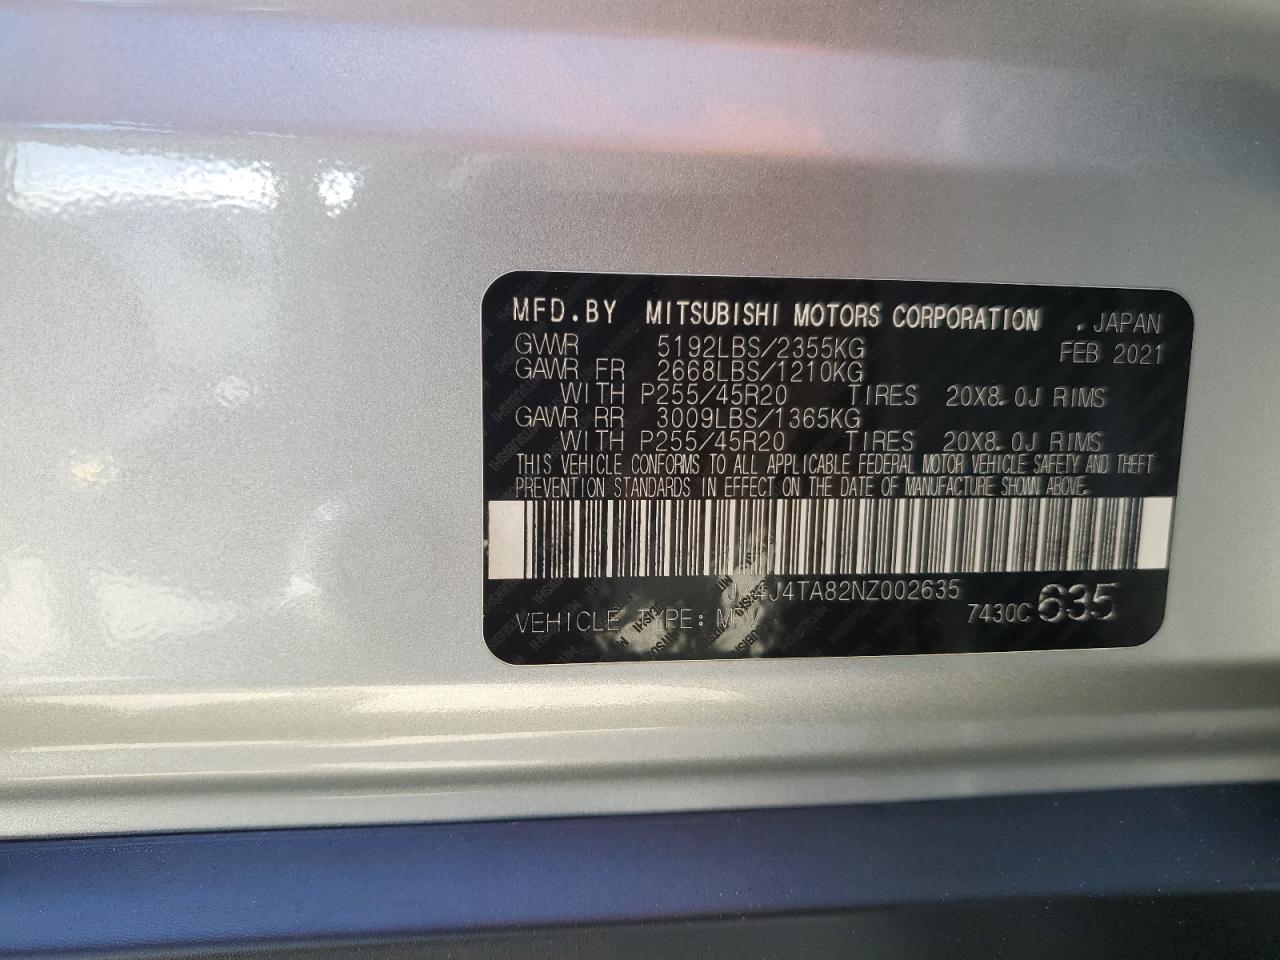 MFD.BY MITSUBISHI MOTORS CORPORATION . JAPAN
GVWR 5192LBS/2355KG FEB 2021
GAWR FR 2668LBS/1210KG
WITH P255/45R20 TIRES 20X8.0J RIMS
GAWR RR 3009LBS/1365KG
WITH P255/45R20 TIRES 20X8.0J RIMS
THIS VEHICLE CONFORMS TO ALL APPLICABLE FEDERAL MOTOR VEHICLE SAFETY AND THEFT
PREVENTION STANDARDS IN EFFECT ON THE DATE OF MANUFACTURE SHOWN ABOVE.
J4TA82NZ002635
VEHICLE TYPE: 7430C 635